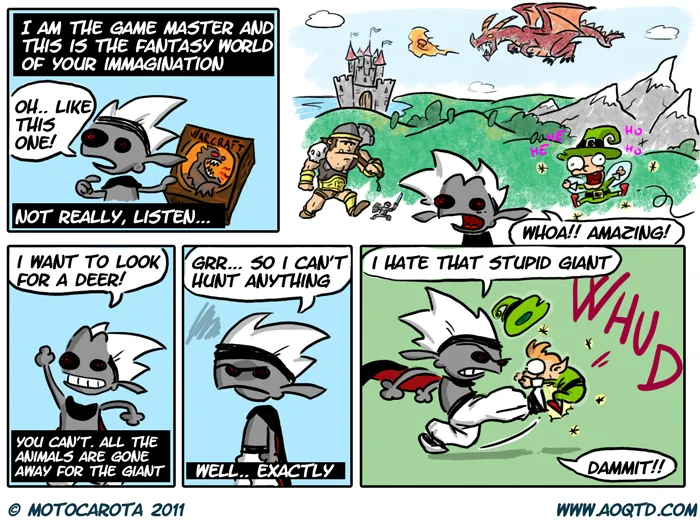 I AM THE GAME MASTER AND
THIS IS THE FANTASY WORLD
OF YOUR IMMAGINATION
OH.. LIKE
THIS
ONE!
WARCRAFT
NOT REALLY, LISTEN...
HE
HE
HO
HO
WHOA!! AMAZING!
I WANT TO LOOK
FOR A DEER!
YOU CAN'T. ALL THE
ANIMALS ARE GONE
AWAY FOR THE GIANT
GRR... SO I CAN'T
HUNT ANYTHING
WELL.. EXACTLY
I HATE THAT STUPID GIANT
WHUD
DAMMIT!!
© MOTOCAROTA 2011
WWW.AOQTD.COM